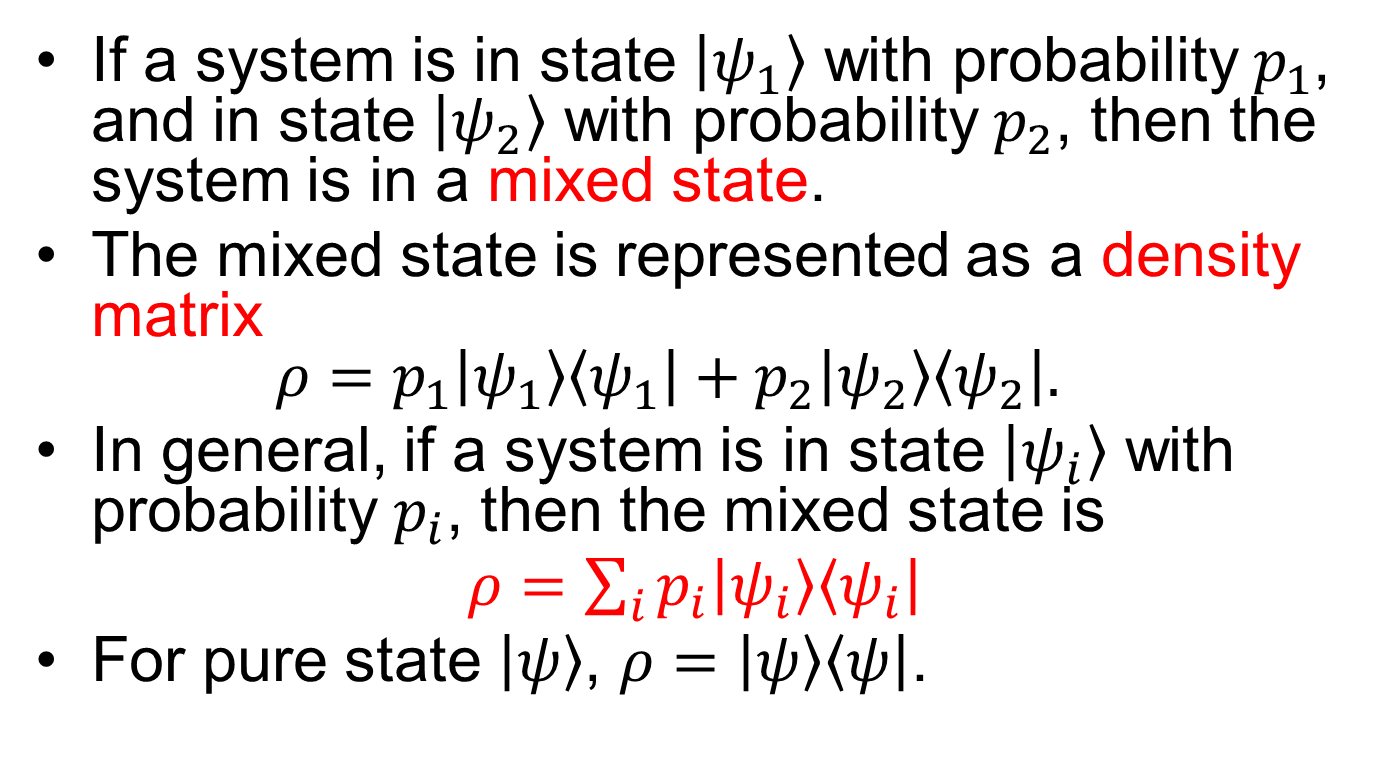 • If a system is in state |𝜓₁⟩ with probability 𝑝₁,
and in state |𝜓₂⟩ with probability 𝑝₂, then the
system is in a mixed state.
• The mixed state is represented as a density
matrix
𝜌 = 𝑝₁|𝜓₁⟩⟨𝜓₁| + 𝑝₂|𝜓₂⟩⟨𝜓₂|.
• In general, if a system is in state |𝜓ᵢ⟩ with
probability 𝑝ᵢ, then the mixed state is
𝜌 = ∑ᵢ 𝑝ᵢ|𝜓ᵢ⟩⟨𝜓ᵢ|
• For pure state |𝜓⟩, 𝜌 = |𝜓⟩⟨𝜓|.